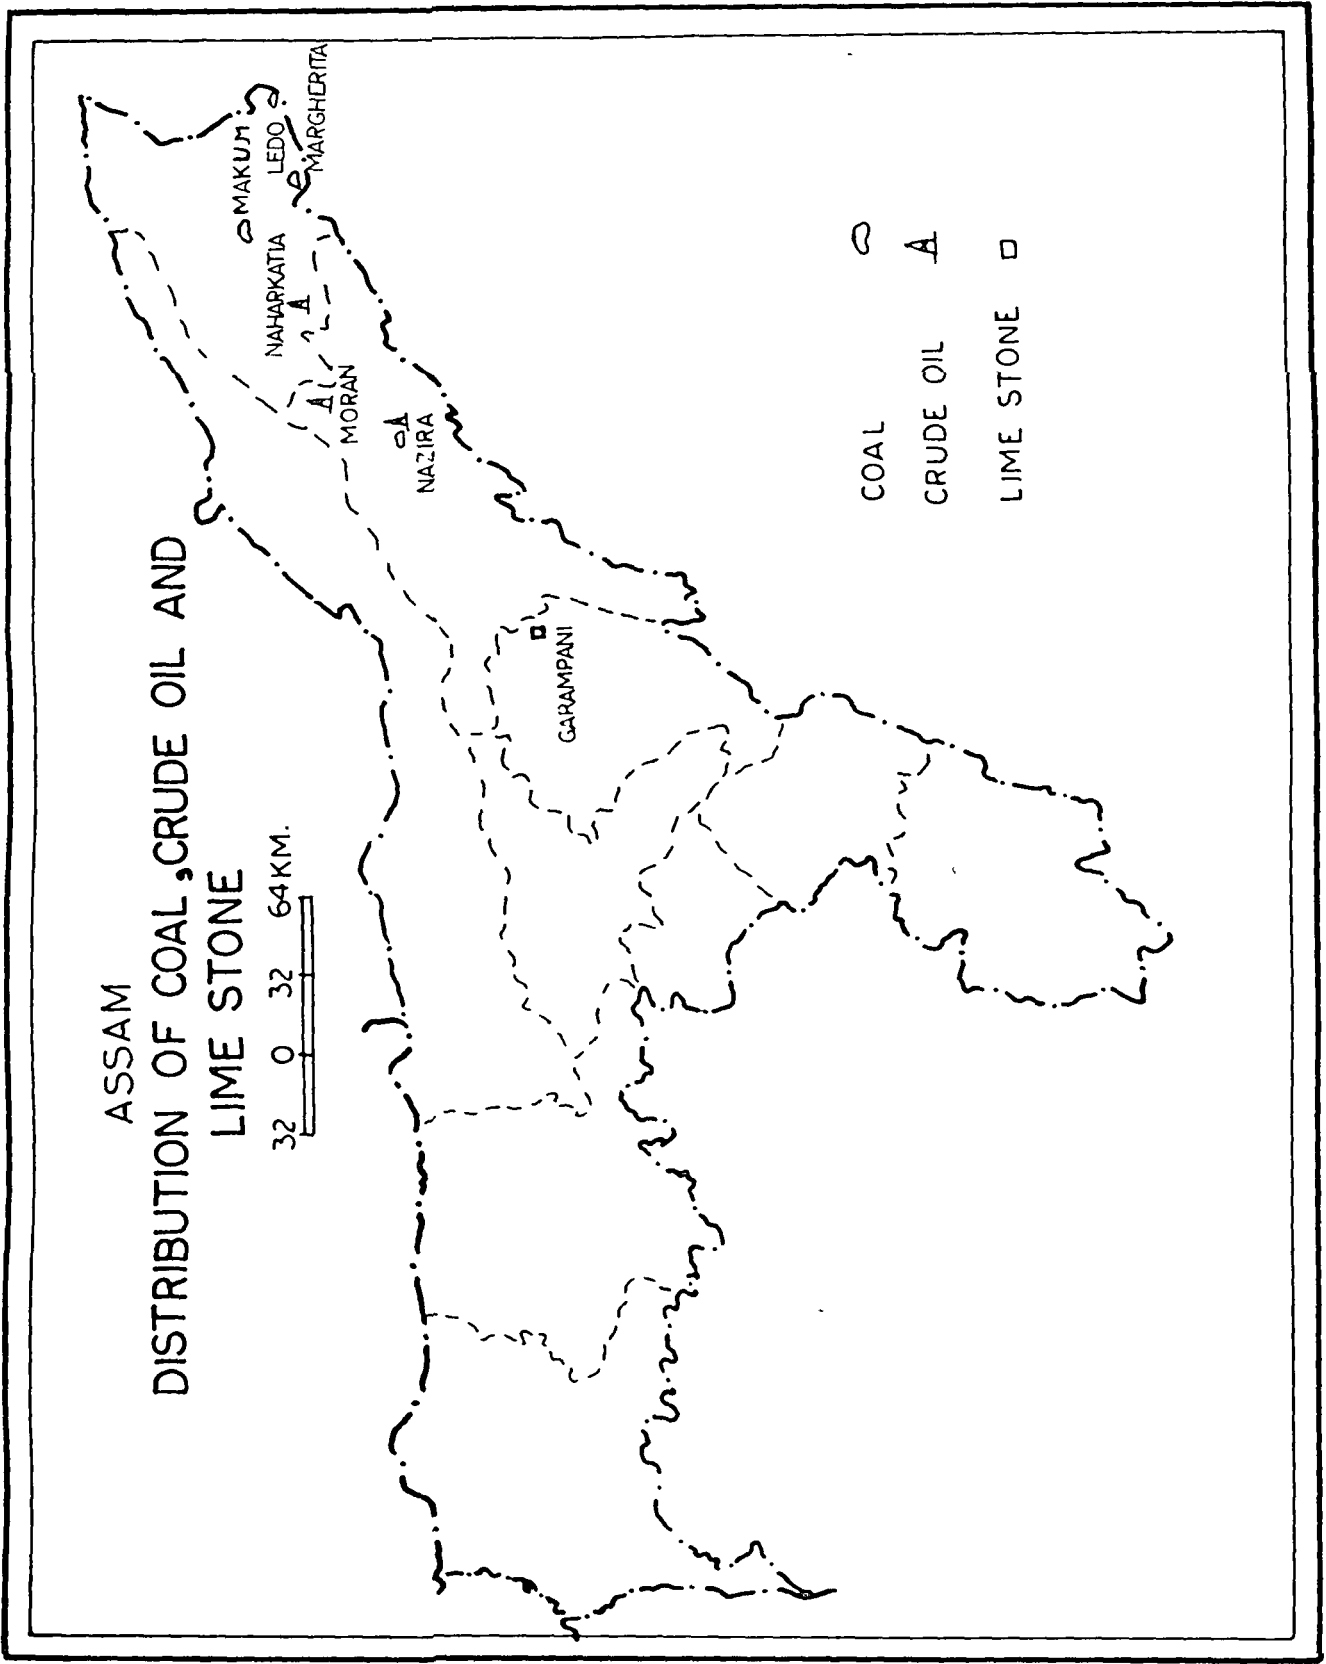 ASSAM
DISTRIBUTION OF COAL, CRUDE OIL AND
LIME STONE
32 0 32 64 KM.
MAKUM
LEDO
MARGHERITA
NAHARKATIA
MORAN
NAZIRA
GARAMPANI
COAL
CRUDE OIL
LIME STONE